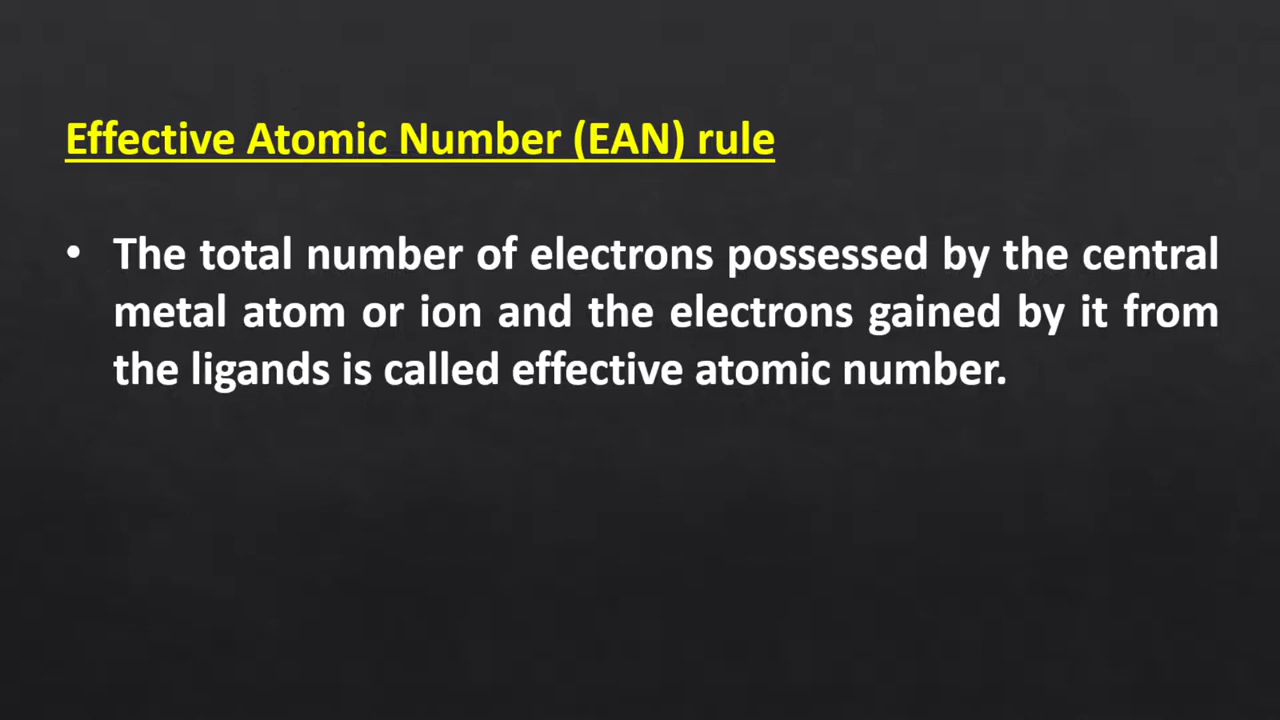 Effective Atomic Number (EAN) rule
• The total number of electrons possessed by the central
metal atom or ion and the electrons gained by it from
the ligands is called effective atomic number.